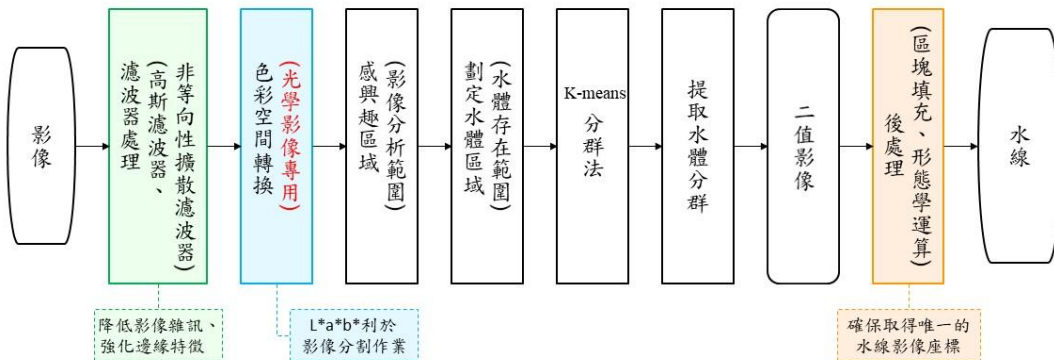 影像
濾波器處理
(高斯濾波器、
非等向性擴散濾波器)
色彩空間轉換
(光學影像專用)
感興趣區域
(影像分析範圍)
劃定水體區域
(水體存在範圍)
K-means
分群法
提取水體分群
二值影像
後處理
(區塊填充、形態學運算)
水線
降低影像雜訊、
強化邊緣特徵
L*a*b*利於
影像分割作業
確保取得唯一的
水線影像座標